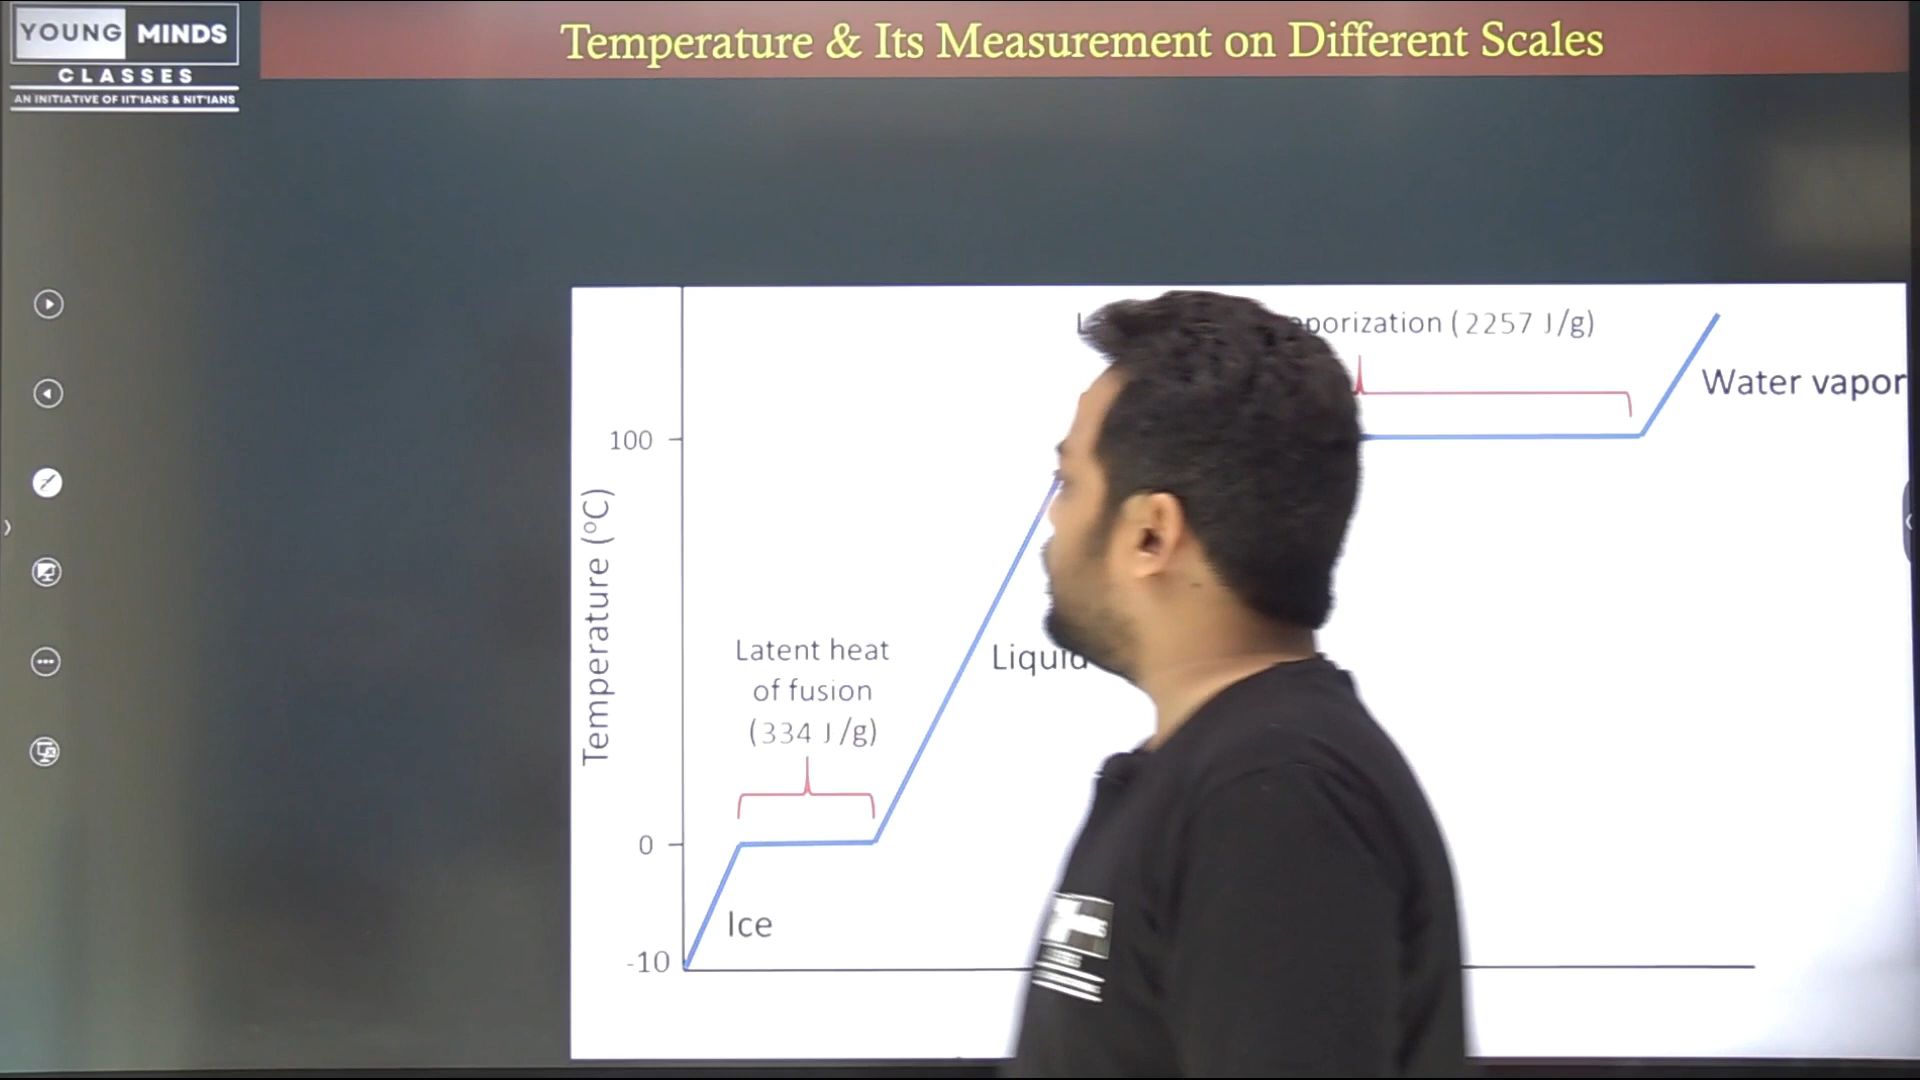 YOUNG MINDS
CLASSES
AN INITIATIVE OF IIT'IANS & NIT'IANS
Temperature & Its Measurement on Different Scales
(2257 J/g)
Water vapor
100
Temperature (°C)
Latent heat
of fusion
(334 J/g)
0
Ice
-10